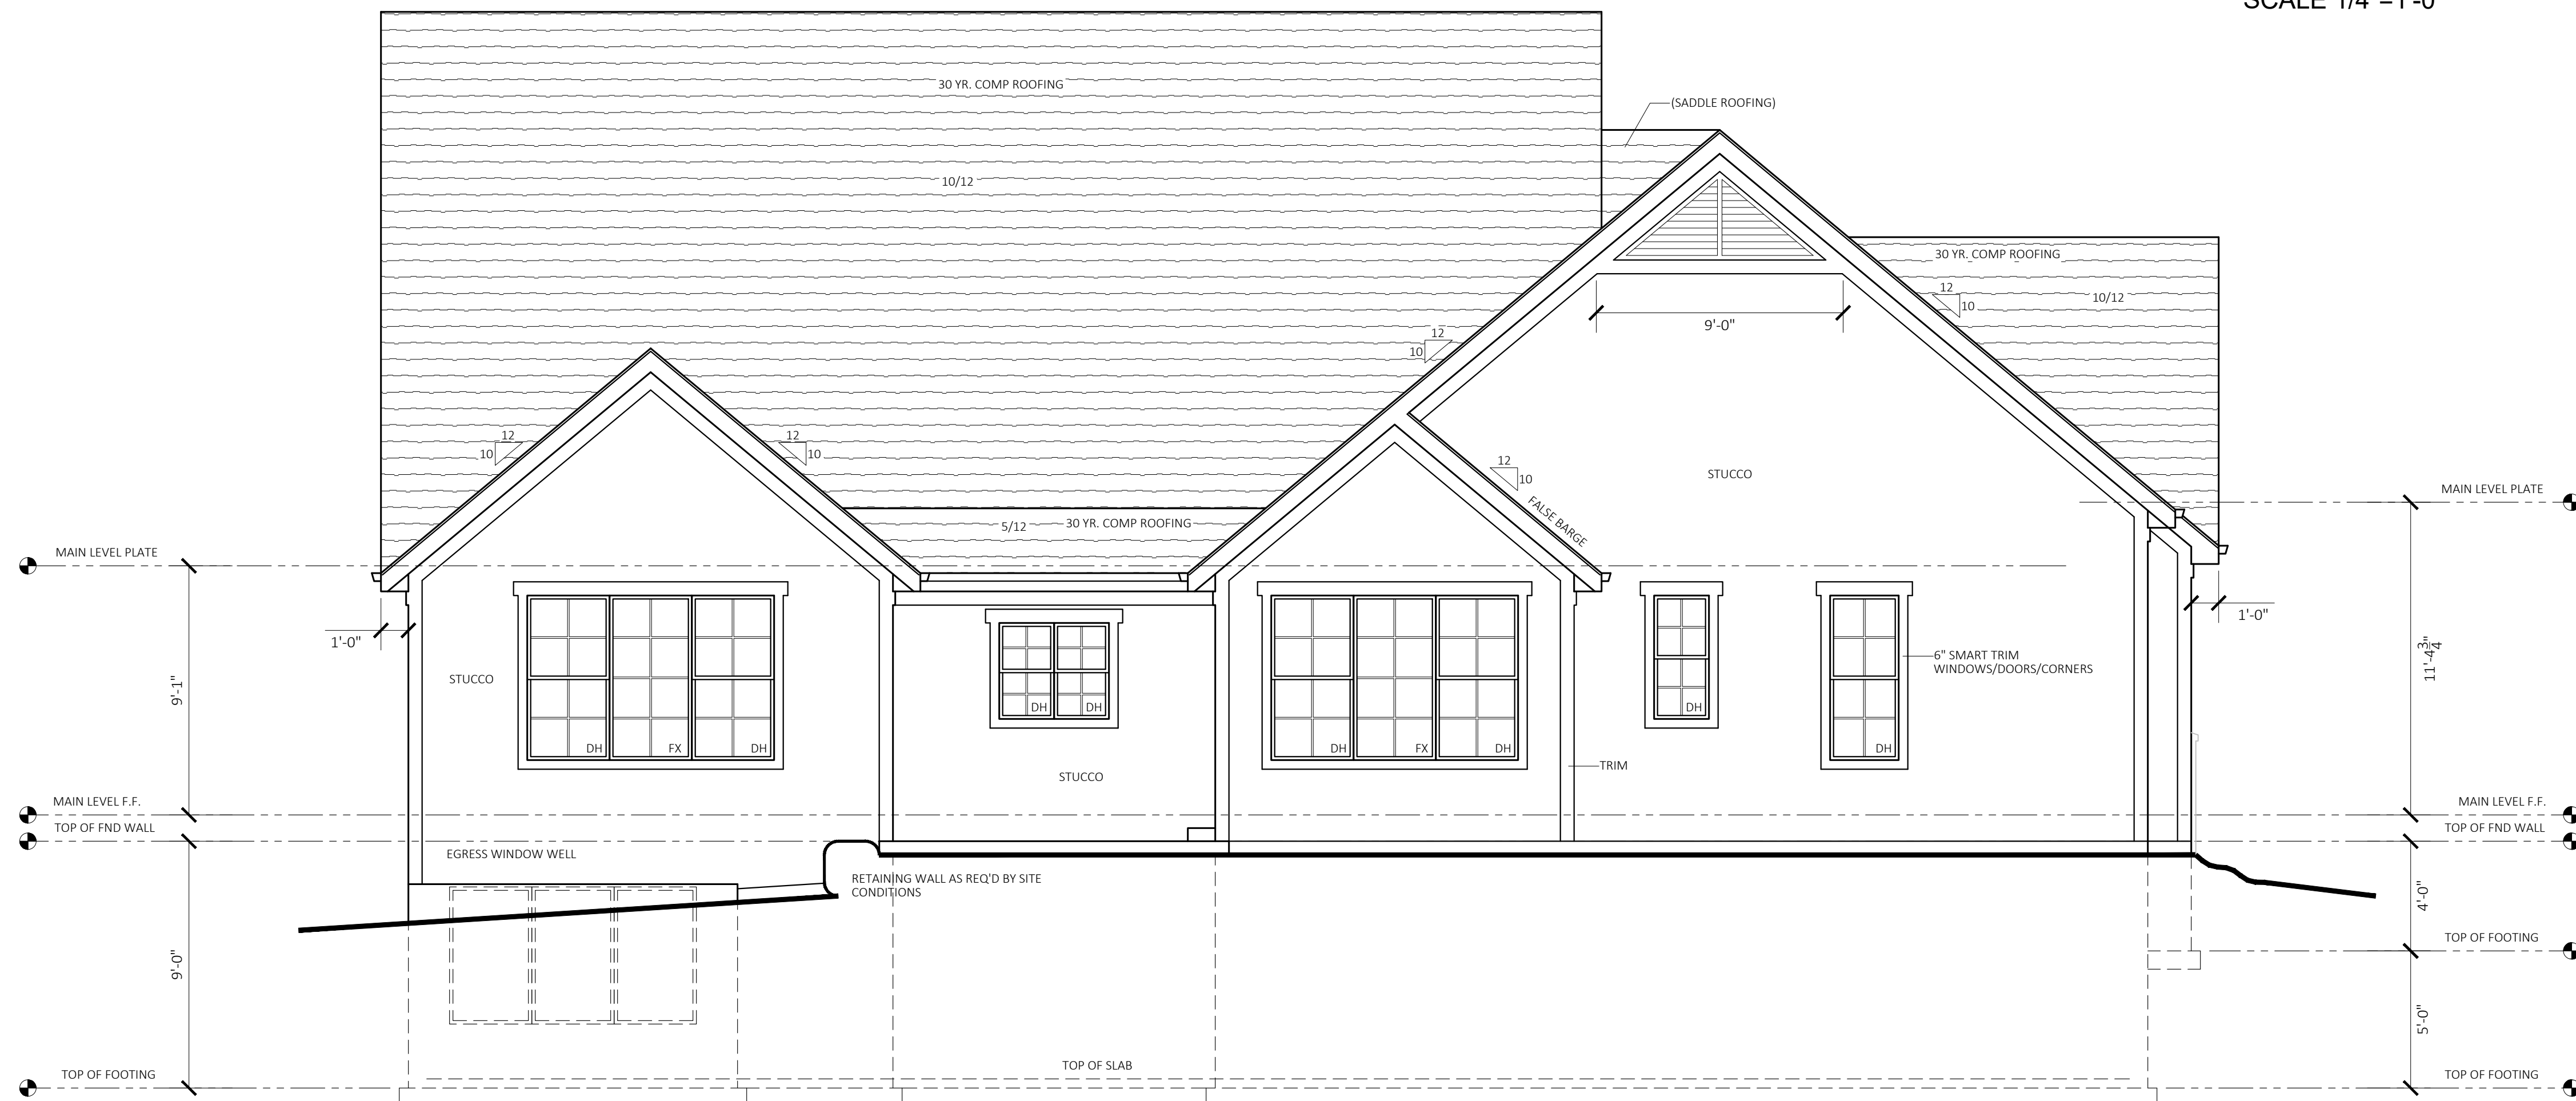 SCALE 1/4"=1'-0"
30 YR. COMP ROOFING
(SADDLE ROOFING)
10/12
30 YR. COMP ROOFING
10/12
12
10
9'-0"
12
10
12
10
12
10
12
10
STUCCO
FALSE BARGE
MAIN LEVEL PLATE
5/12
30 YR. COMP ROOFING
MAIN LEVEL PLATE
1'-0"
1'-0"
9'-1"
STUCCO
11'-4 3/4"
6" SMART TRIM
WINDOWS/DOORS/CORNERS
DH
DH
DH
DH
FX
DH
DH
FX
DH
DH
TRIM
STUCCO
MAIN LEVEL F.F.
MAIN LEVEL F.F.
TOP OF FND WALL
TOP OF FND WALL
EGRESS WINDOW WELL
RETAINING WALL AS REQ'D BY SITE
CONDITIONS
4'-0"
TOP OF FOOTING
9'-0"
5'-0"
TOP OF SLAB
TOP OF FOOTING
TOP OF FOOTING